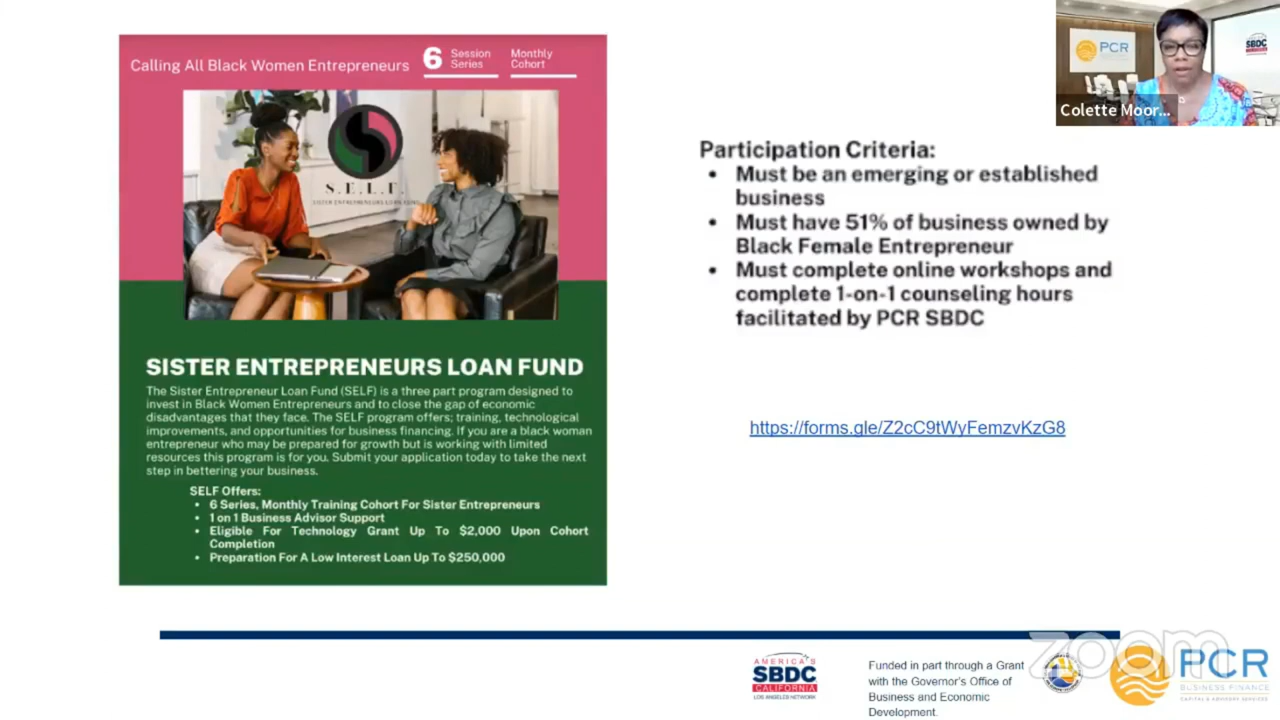 Calling All Black Women Entrepreneurs
6
Session
Series
Monthly
Cohort
S.E.L.F.
SISTER ENTREPRENEURS LOAN FUND
SISTER ENTREPRENEURS LOAN FUND
The Sister Entrepreneur Loan Fund (SELF) is a three part program designed to
invest in Black Women Entrepreneurs and to close the gap of economic
disadvantages that they face. The SELF program offers; training, technological
improvements, and opportunities for business financing. If you are a black woman
entrepreneur who may be prepared for growth but is working with limited
resources this program is for you. Submit your application today to take the next
step in bettering your business.
SELF Offers:
• 6 Series, Monthly Training Cohort For Sister Entrepreneurs
• 1 on 1 Business Advisor Support
• Eligible For Technology Grant Up To $2,000 Upon Cohort
Completion
• Preparation For A Low Interest Loan Up To $250,000
PCR
SBDC
Colette Moor...
Participation Criteria:
• Must be an emerging or established
business
• Must have 51% of business owned by
Black Female Entrepreneur
• Must complete online workshops and
complete 1-on-1 counseling hours
facilitated by PCR SBDC
https://forms.gle/Z2cC9tWyFemzvKzG8
AMERICA'S
SBDC
CALIFORNIA
LOS ANGELES NETWORK
Funded in part through a Grant
with the Governor's Office of
Business and Economic
Development.
zoom
PCR
BUSINESS FINANCE
CAPITAL & ADVISORY SERVICES